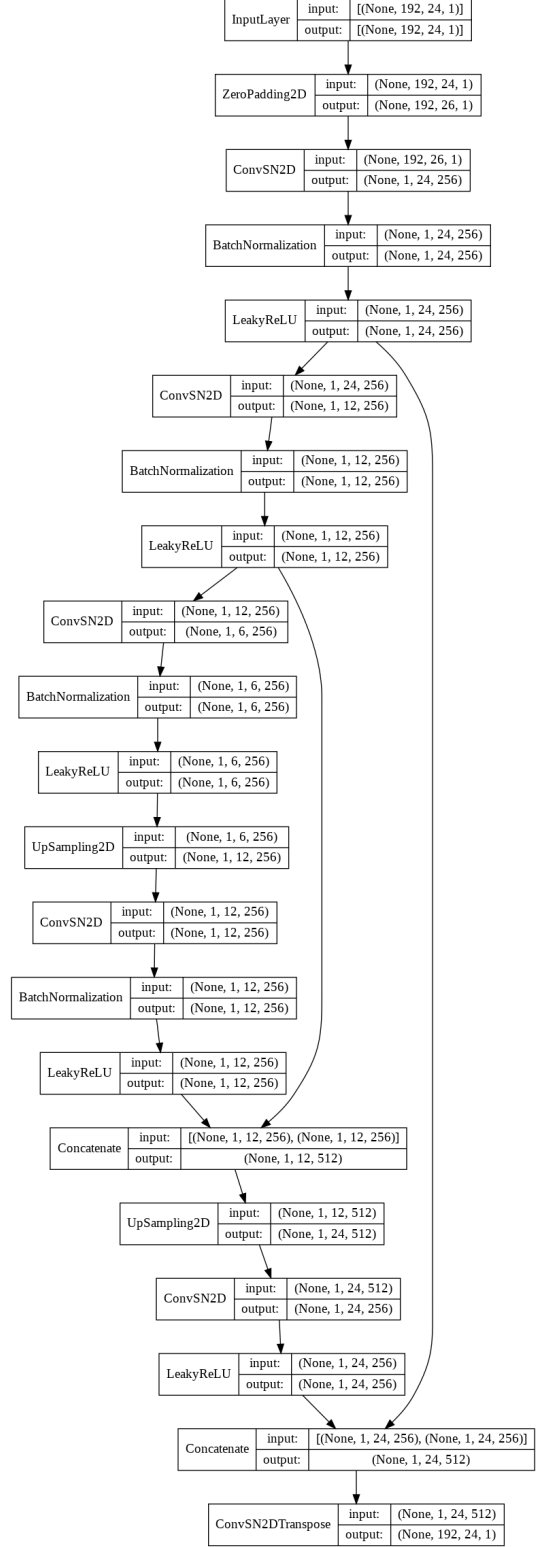 InputLayer
input: [(None, 192, 24, 1)]
output: [(None, 192, 24, 1)]
ZeroPadding2D
input: (None, 192, 24, 1)
output: (None, 192, 26, 1)
ConvSN2D
input: (None, 192, 26, 1)
output: (None, 1, 24, 256)
BatchNormalization
input: (None, 1, 24, 256)
output: (None, 1, 24, 256)
LeakyReLU
input: (None, 1, 24, 256)
output: (None, 1, 24, 256)
ConvSN2D
input: (None, 1, 24, 256)
output: (None, 1, 12, 256)
BatchNormalization
input: (None, 1, 12, 256)
output: (None, 1, 12, 256)
LeakyReLU
input: (None, 1, 12, 256)
output: (None, 1, 12, 256)
ConvSN2D
input: (None, 1, 12, 256)
output: (None, 1, 6, 256)
BatchNormalization
input: (None, 1, 6, 256)
output: (None, 1, 6, 256)
LeakyReLU
input: (None, 1, 6, 256)
output: (None, 1, 6, 256)
UpSampling2D
input: (None, 1, 6, 256)
output: (None, 1, 12, 256)
ConvSN2D
input: (None, 1, 12, 256)
output: (None, 1, 12, 256)
BatchNormalization
input: (None, 1, 12, 256)
output: (None, 1, 12, 256)
LeakyReLU
input: (None, 1, 12, 256)
output: (None, 1, 12, 256)
Concatenate
input: [(None, 1, 12, 256), (None, 1, 12, 256)]
output: (None, 1, 12, 512)
UpSampling2D
input: (None, 1, 12, 512)
output: (None, 1, 24, 512)
ConvSN2D
input: (None, 1, 24, 512)
output: (None, 1, 24, 256)
LeakyReLU
input: (None, 1, 24, 256)
output: (None, 1, 24, 256)
Concatenate
input: [(None, 1, 24, 256), (None, 1, 24, 256)]
output: (None, 1, 24, 512)
ConvSN2DTranspose
input: (None, 1, 24, 512)
output: (None, 192, 24, 1)